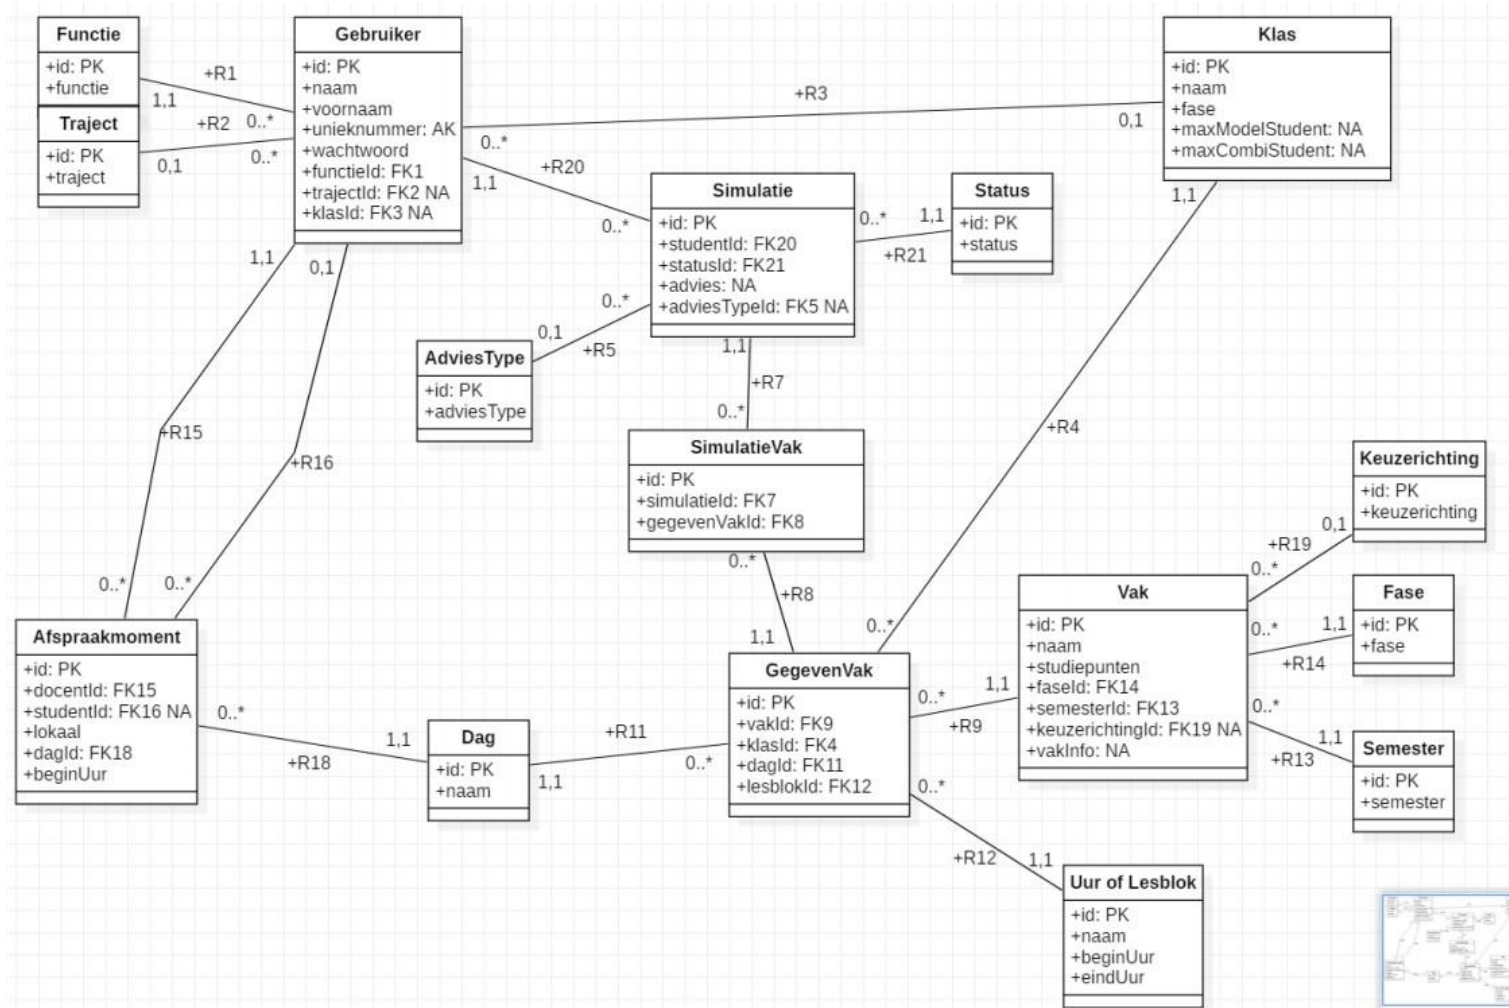 Functie
+id: PK
+functie
Traject
+id: PK
+traject
+R1
1,1
0..*
+R2
0,1
0..*
Gebruiker
+id: PK
+naam
+voornaam
+unieknummer: AK
+wachtwoord
+functieId: FK1
+trajectId: FK2 NA
+klasId: FK3 NA
+R3
0..*
0,1
Klas
+id: PK
+naam
+fase
+maxModelStudent: NA
+maxCombiStudent: NA
+R20
1,1
0..*
Simulatie
+id: PK
+studentId: FK20
+statusId: FK21
+advies: NA
+adviesTypeId: FK5 NA
0..*
1,1
+R21
Status
+id: PK
+status
1,1
0,1
0..*
0,1
+R5
AdviesType
+id: PK
+adviesType
1,1
+R7
0..*
1,1
+R4
0..*
+R15
+R16
0..*
0..*
SimulatieVak
+id: PK
+simulatieId: FK7
+gegevenVakId: FK8
0..*
+R8
1,1
Keuzerichting
+id: PK
+keuzerichting
0,1
+R19
0..*
Vak
+id: PK
+naam
+studiepunten
+faseId: FK14
+semesterId: FK13
+keuzerichtingId: FK19 NA
+vakInfo: NA
Fase
+id: PK
+fase
0..*
1,1
+R14
0..*
1,1
+R13
Semester
+id: PK
+semester
Afspraakmoment
+id: PK
+docentId: FK15
+studentId: FK16 NA
+lokaal
+dagId: FK18
+beginUur
0..*
+R18
1,1
Dag
+id: PK
+naam
+R11
1,1
0..*
GegevenVak
+id: PK
+vakId: FK9
+klasId: FK4
+dagId: FK11
+lesblokId: FK12
0..*
1,1
+R9
0..*
+R12
1,1
Uur of Lesblok
+id: PK
+naam
+beginUur
+eindUur